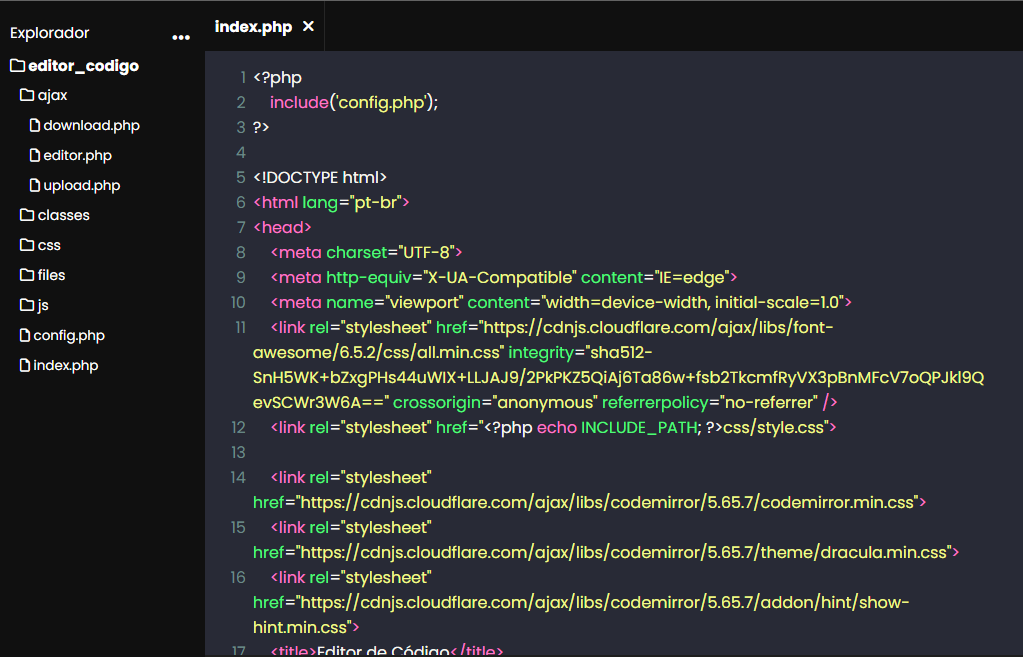 Explorador
...
editor_codigo
ajax
download.php
editor.php
upload.php
classes
css
files
js
config.php
index.php
index.php ×
1 <?php
2 include('config.php');
3 ?>
4
5 <!DOCTYPE html>
6 <html lang="pt-br">
7 <head>
8 <meta charset="UTF-8">
9 <meta http-equiv="X-UA-Compatible" content="IE=edge">
10 <meta name="viewport" content="width=device-width, initial-scale=1.0">
11 <link rel="stylesheet" href="https://cdnjs.cloudflare.com/ajax/libs/font-
awesome/6.5.2/css/all.min.css" integrity="sha512-
SnH5WK+bZxgPHs44uWIX+LLJAJ9/2PkPKZ5QiAj6Ta86w+fsb2TkcmfRyVX3pBnMFcV7oQPJkl9Q
evSCWr3W6A==" crossorigin="anonymous" referrerpolicy="no-referrer" />
12 <link rel="stylesheet" href="<?php echo INCLUDE_PATH; ?>css/style.css">
13
14 <link rel="stylesheet"
href="https://cdnjs.cloudflare.com/ajax/libs/codemirror/5.65.7/codemirror.min.css">
15 <link rel="stylesheet"
href="https://cdnjs.cloudflare.com/ajax/libs/codemirror/5.65.7/theme/dracula.min.css">
16 <link rel="stylesheet"
href="https://cdnjs.cloudflare.com/ajax/libs/codemirror/5.65.7/addon/hint/show-
hint.min.css">
17 <title>Editor de Código</title>